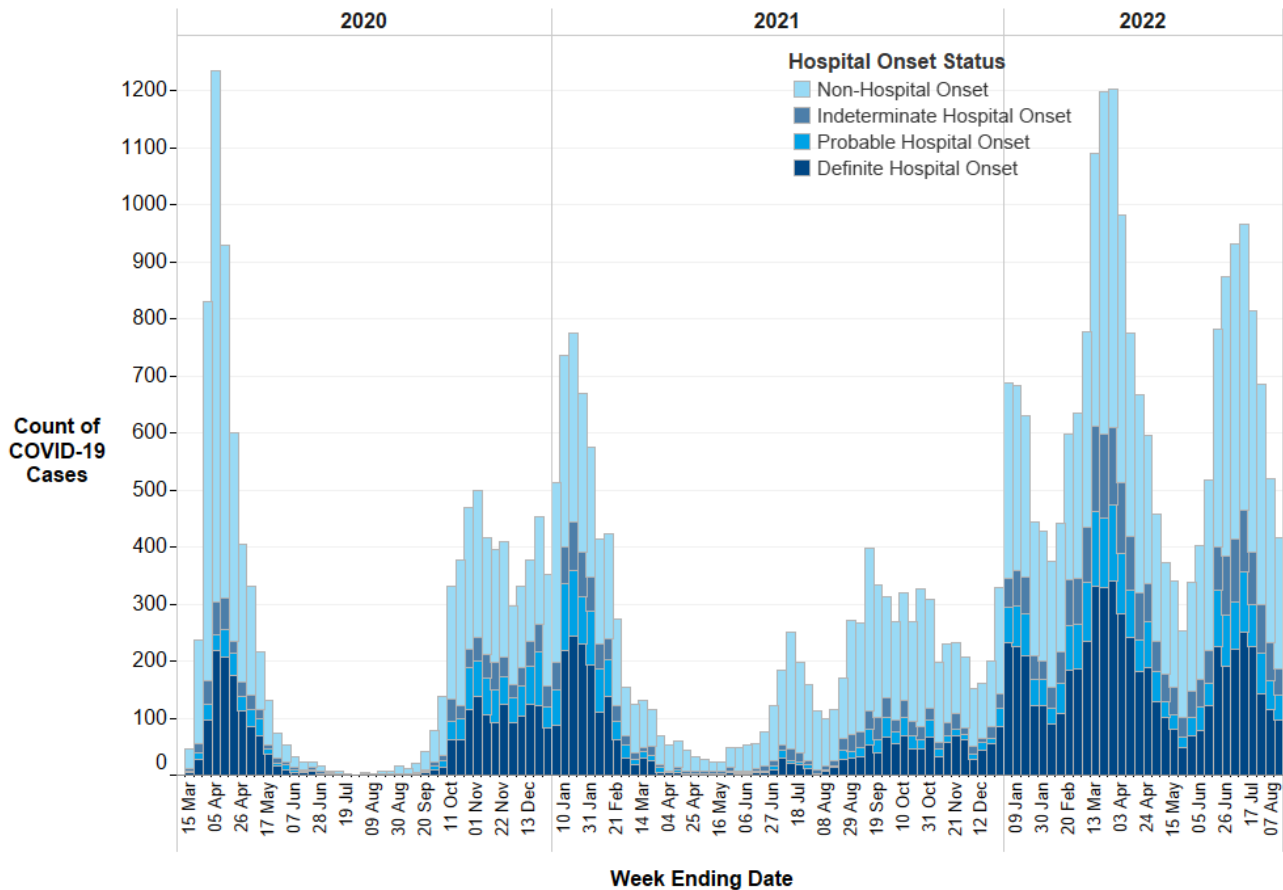 2020 2021 2022
Hospital Onset Status
Non-Hospital Onset
Indeterminate Hospital Onset
Probable Hospital Onset
Definite Hospital Onset
1200
1100
1000
900
800
700
600
500
400
300
200
100
0
Count of
COVID-19
Cases
15 Mar
05 Apr
26 Apr
17 May
07 Jun
28 Jun
19 Jul
09 Aug
30 Aug
20 Sep
11 Oct
01 Nov
22 Nov
13 Dec
10 Jan
31 Jan
21 Feb
14 Mar
04 Apr
25 Apr
16 May
06 Jun
27 Jun
18 Jul
08 Aug
29 Aug
19 Sep
10 Oct
31 Oct
21 Nov
12 Dec
09 Jan
30 Jan
20 Feb
13 Mar
03 Apr
24 Apr
15 May
05 Jun
26 Jun
17 Jul
07 Aug
Week Ending Date